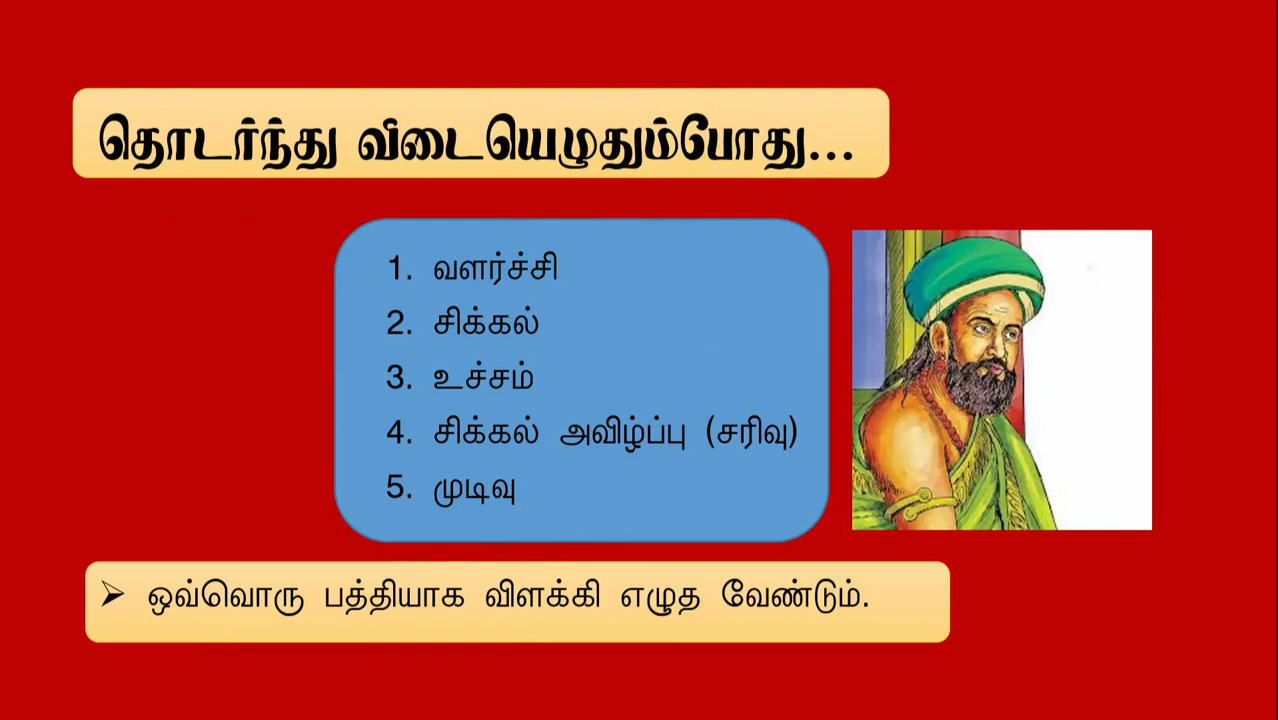 தொடர்ந்து விடையெழுதும்போது...
1. வளர்ச்சி
2. சிக்கல்
3. உச்சம்
4. சிக்கல் அவிழ்ப்பு (சரிவு)
5. முடிவு
➢ ஒவ்வொரு பத்தியாக விளக்கி எழுத வேண்டும்.